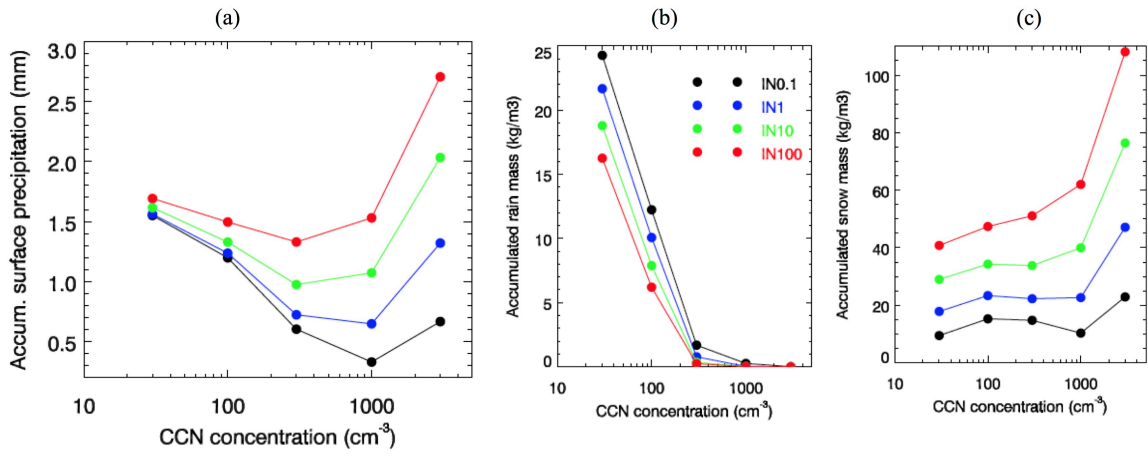 (a)
(b)
(c)
Accum. surface precipitation (mm)
3.0
2.5
2.0
1.5
1.0
0.5
10
100
1000
CCN concentration (cm-3)
Accumulated rain mass (kg/m3)
25
20
15
10
5
0
IN0.1
IN1
IN10
IN100
10
100
1000
CCN concentration (cm-3)
Accumulated snow mass (kg/m3)
100
80
60
40
20
0
10
100
1000
CCN concentration (cm-3)